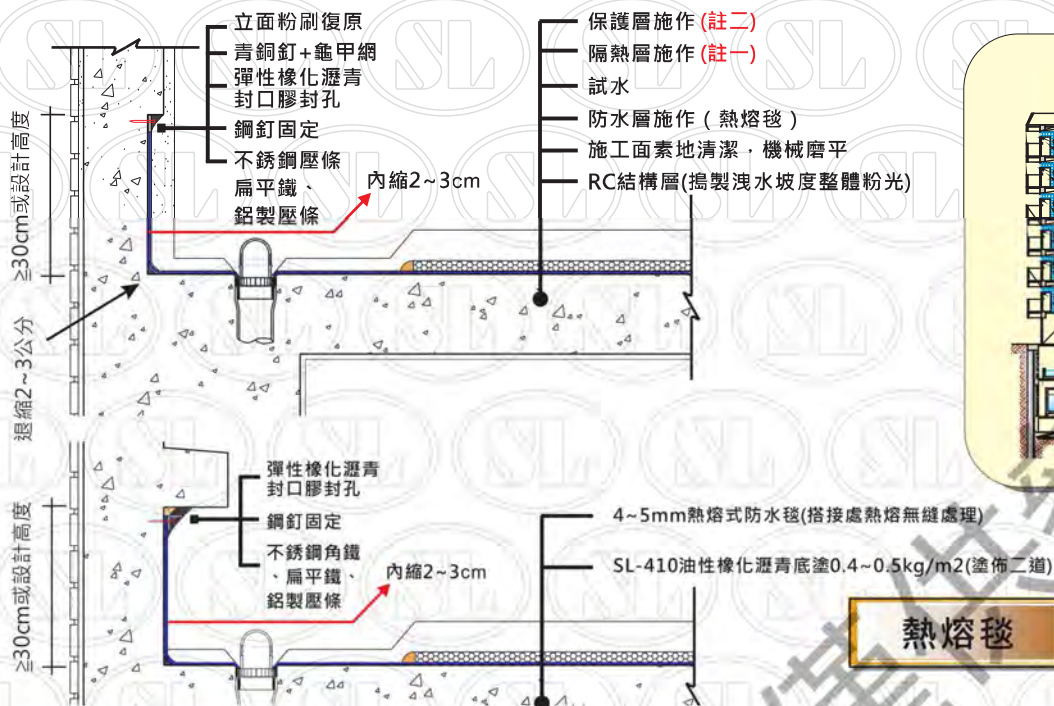 立面粉刷復原
青銅釘+龜甲網
彈性橡化瀝青
封口膠封孔
鋼釘固定
不銹鋼壓條
扁平鐵、
鋁製壓條
內縮2~3cm
≥30cm或設計高度
退縮2~3公分
保護層施作(註二)
隔熱層施作(註一)
試水
防水層施作(熱熔毯)
施工面素地清潔‧機械磨平
RC結構層(搗製洩水坡度整體粉光)
彈性橡化瀝青
封口膠封孔
鋼釘固定
不銹鋼角鐵
、扁平鐵、
鋁製壓條
內縮2~3cm
≥30cm或設計高度
4~5mm熱熔式防水毯(搭接處熱熔無縫處理)
SL-410油性橡化瀝青底塗0.4~0.5kg/m2(塗佈二道)
熱熔毯
SL